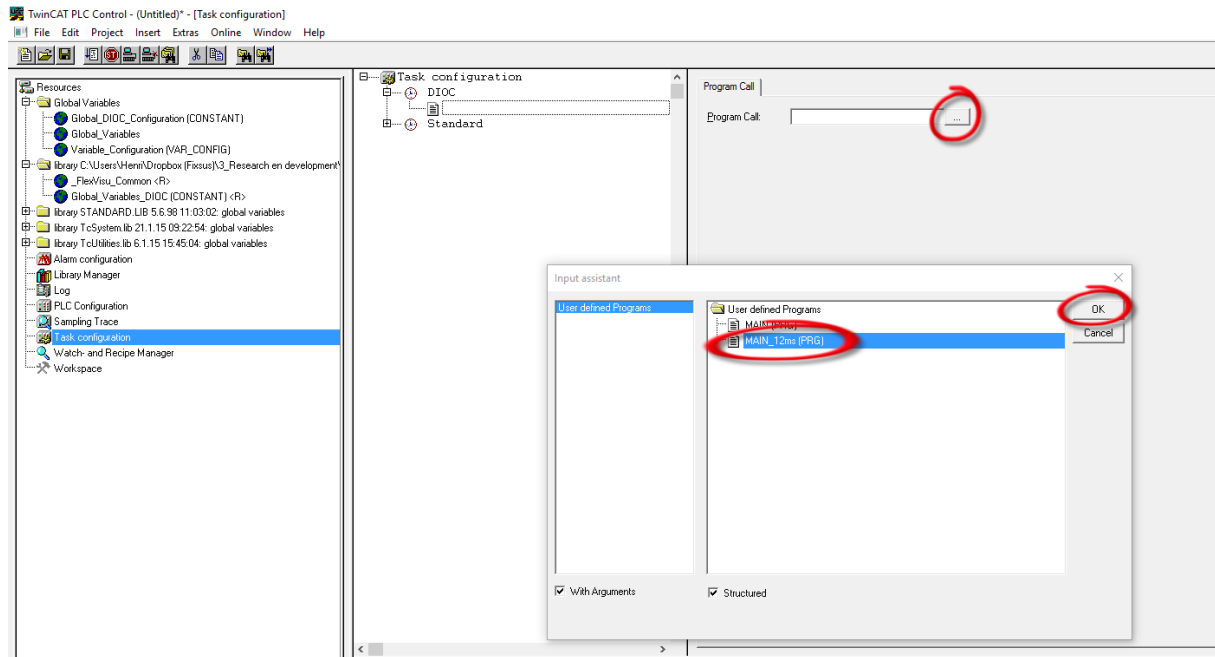 TwinCAT PLC Control - (Untitled)* - [Task configuration]
File Edit Project Insert Extras Online Window Help
Resources
Global Variables
Global_DIOC_Configuration (CONSTANT)
Global_Variables
Variable_Configuration (VAR_CONFIG)
library C:\Users\Henri\Dropbox (Fixsus)\3_Research en development\
_FlexVisu_Common <R>
Global_Variables_DIOC (CONSTANT) <R>
library STANDARD.LIB 5.6.98 11:03:02: global variables
library TcSystem.lib 21.1.15 09:22:54: global variables
library TcUtilities.lib 6.1.15 15:45:04: global variables
Alarm configuration
Library Manager
Log
PLC Configuration
Sampling Trace
Task configuration
Watch- and Recipe Manager
Workspace
Task configuration
DIOC
Standard
Program Call
Program Call:
...
Input assistant
User defined Programs
User defined Programs
MAIN (PRG)
MAIN_12ms (PRG)
OK
Cancel
With Arguments
Structured